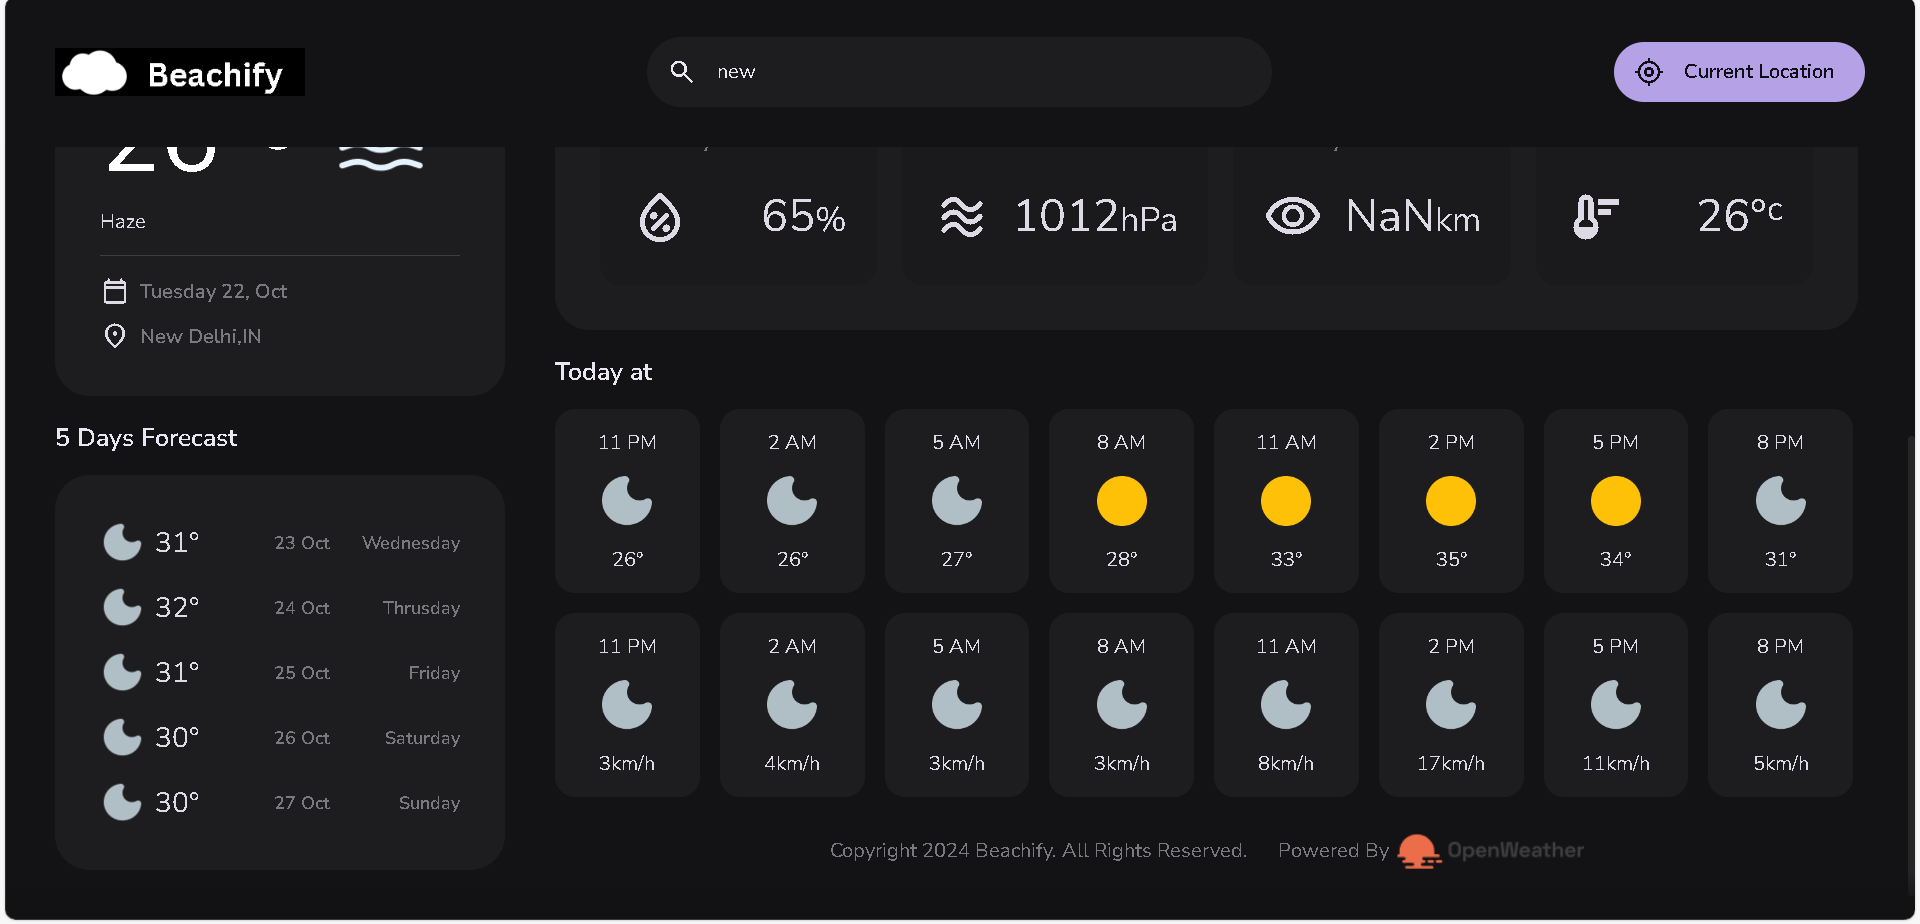 Beachify
new
Current Location
Haze
Tuesday 22, Oct
New Delhi,IN
5 Days Forecast
31° 23 Oct Wednesday
32° 24 Oct Thrusday
31° 25 Oct Friday
30° 26 Oct Saturday
30° 27 Oct Sunday
65% 1012hPa NaNkm 26°c
Today at
11 PM 2 AM 5 AM 8 AM 11 AM 2 PM 5 PM 8 PM
26° 26° 27° 28° 33° 35° 34° 31°
11 PM 2 AM 5 AM 8 AM 11 AM 2 PM 5 PM 8 PM
3km/h 4km/h 3km/h 3km/h 8km/h 17km/h 11km/h 5km/h
Copyright 2024 Beachify. All Rights Reserved. Powered By OpenWeather